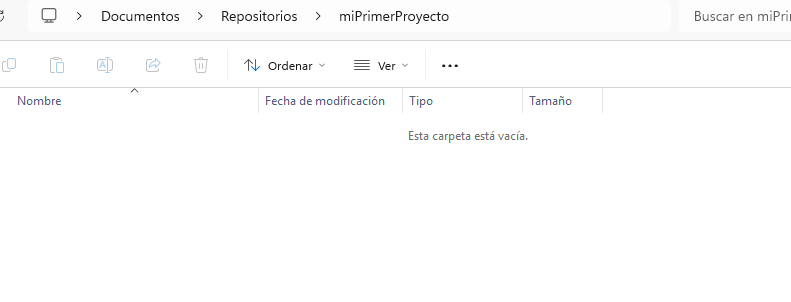 Documentos > Repositorios > miPrimerProyecto Buscar en miPri
Ordenar Ver ...
Nombre Fecha de modificación Tipo Tamaño
Esta carpeta está vacía.